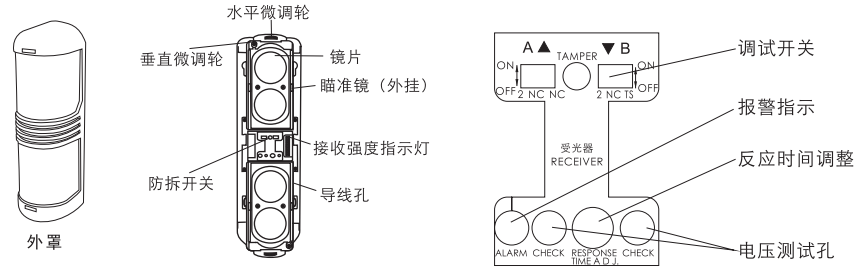 水平微调轮
垂直微调轮
镜片
瞄准镜（外挂）
接收强度指示灯
防拆开关
导线孔
外罩
A▲
▼B
TAMPER
ON
OFF
2 NC NC
ON
OFF
2 NC TS
调试开关
报警指示
受光器
RECEIVER
反应时间调整
ALARM
CHECK
RESPONSE
TIME A D J.
CHECK
电压测试孔